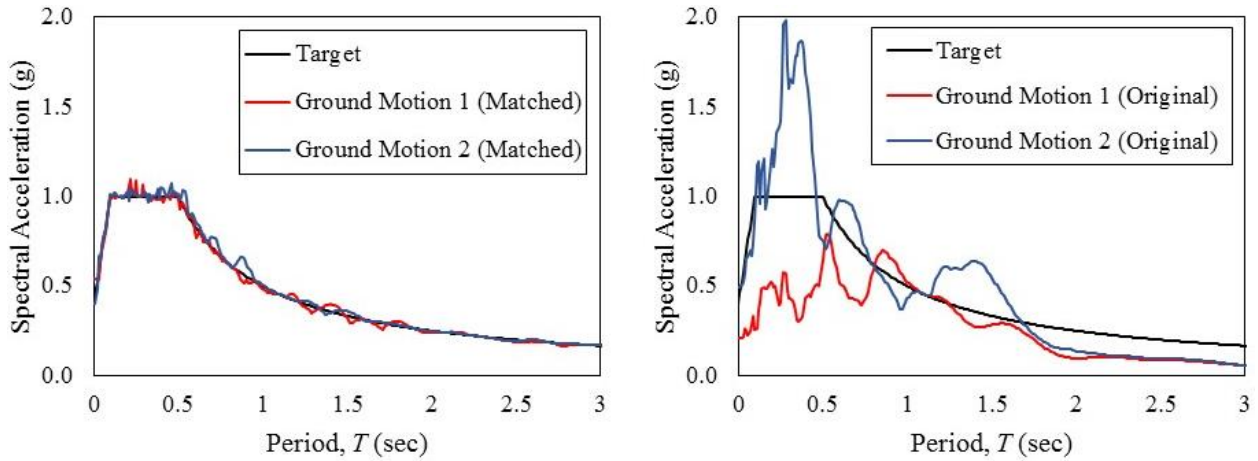 2.0
1.5
1.0
0.5
0.0
Spectral Acceleration (g)
Target
Ground Motion 1 (Matched)
Ground Motion 2 (Matched)
0 0.5 1 1.5 2 2.5 3
Period, T (sec)
2.0
1.5
1.0
0.5
0.0
Spectral Acceleration (g)
Target
Ground Motion 1 (Original)
Ground Motion 2 (Original)
0 0.5 1 1.5 2 2.5 3
Period, T (sec)